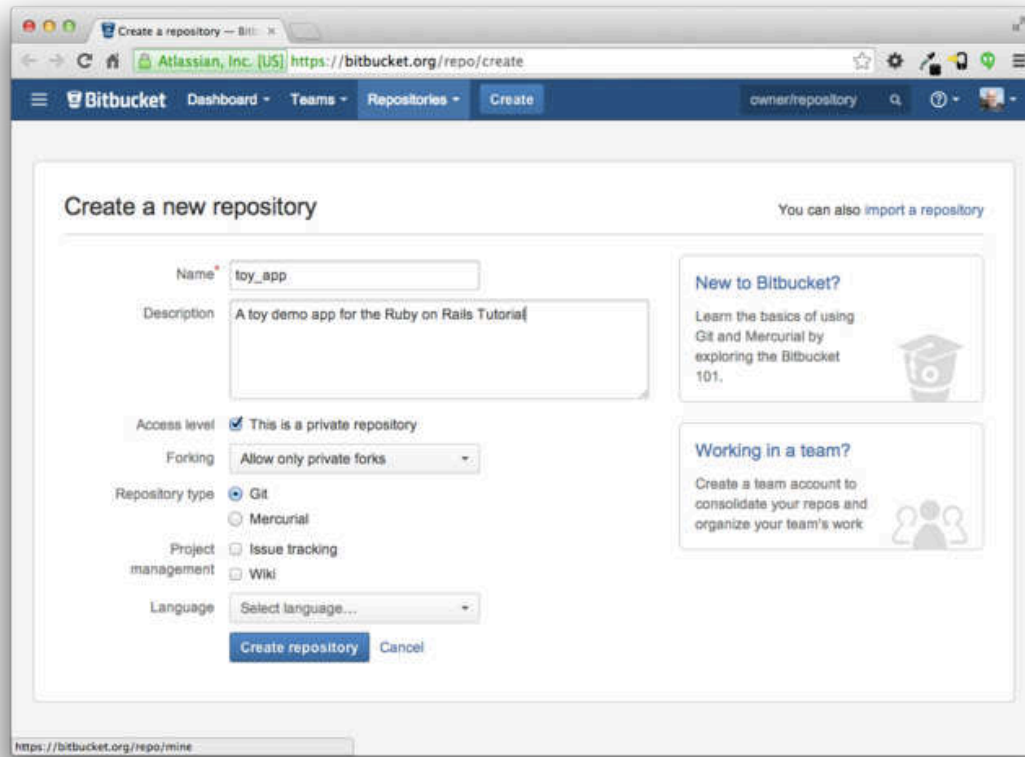 Create a repository — Bitb
Atlassian, Inc. [US] https://bitbucket.org/repo/create
Bitbucket Dashboard Teams Repositories Create owner/repository
Create a new repository
You can also import a repository
Name* toy_app
Description A toy demo app for the Ruby on Rails Tutorial
Access level This is a private repository
Forking Allow only private forks
Repository type Git
Mercurial
Project management Issue tracking
Wiki
Language Select language...
Create repository Cancel
New to Bitbucket?
Learn the basics of using
Git and Mercurial by
exploring the Bitbucket
101.
Working in a team?
Create a team account to
consolidate your repos and
organize your team's work
https://bitbucket.org/repo/mine